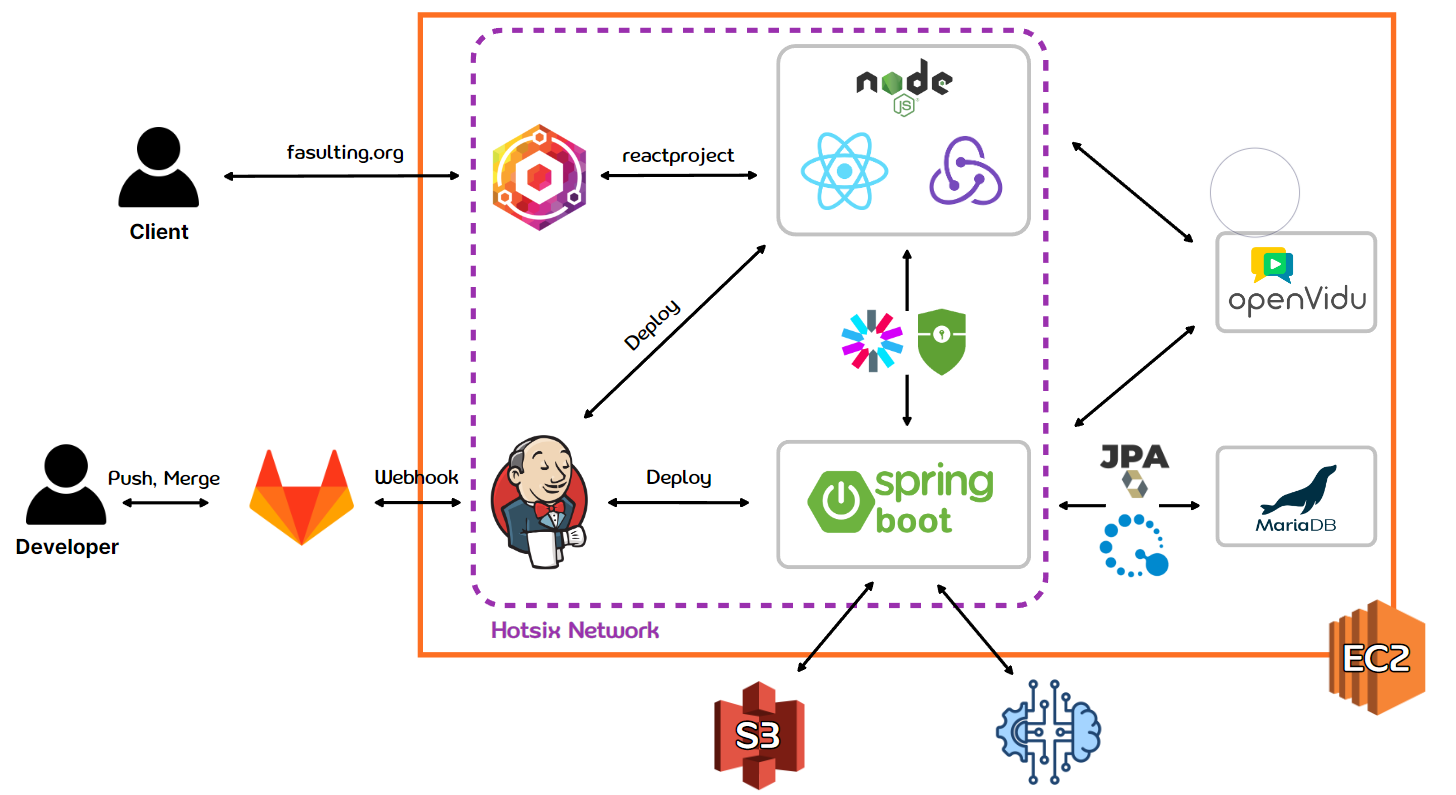 node
JS
fasulting.org
reactproject
Client
openVidu
Deploy
JPA
Push, Merge
Webhook
Deploy
spring
boot
MariaDB
Developer
Hotsix Network
EC2
S3